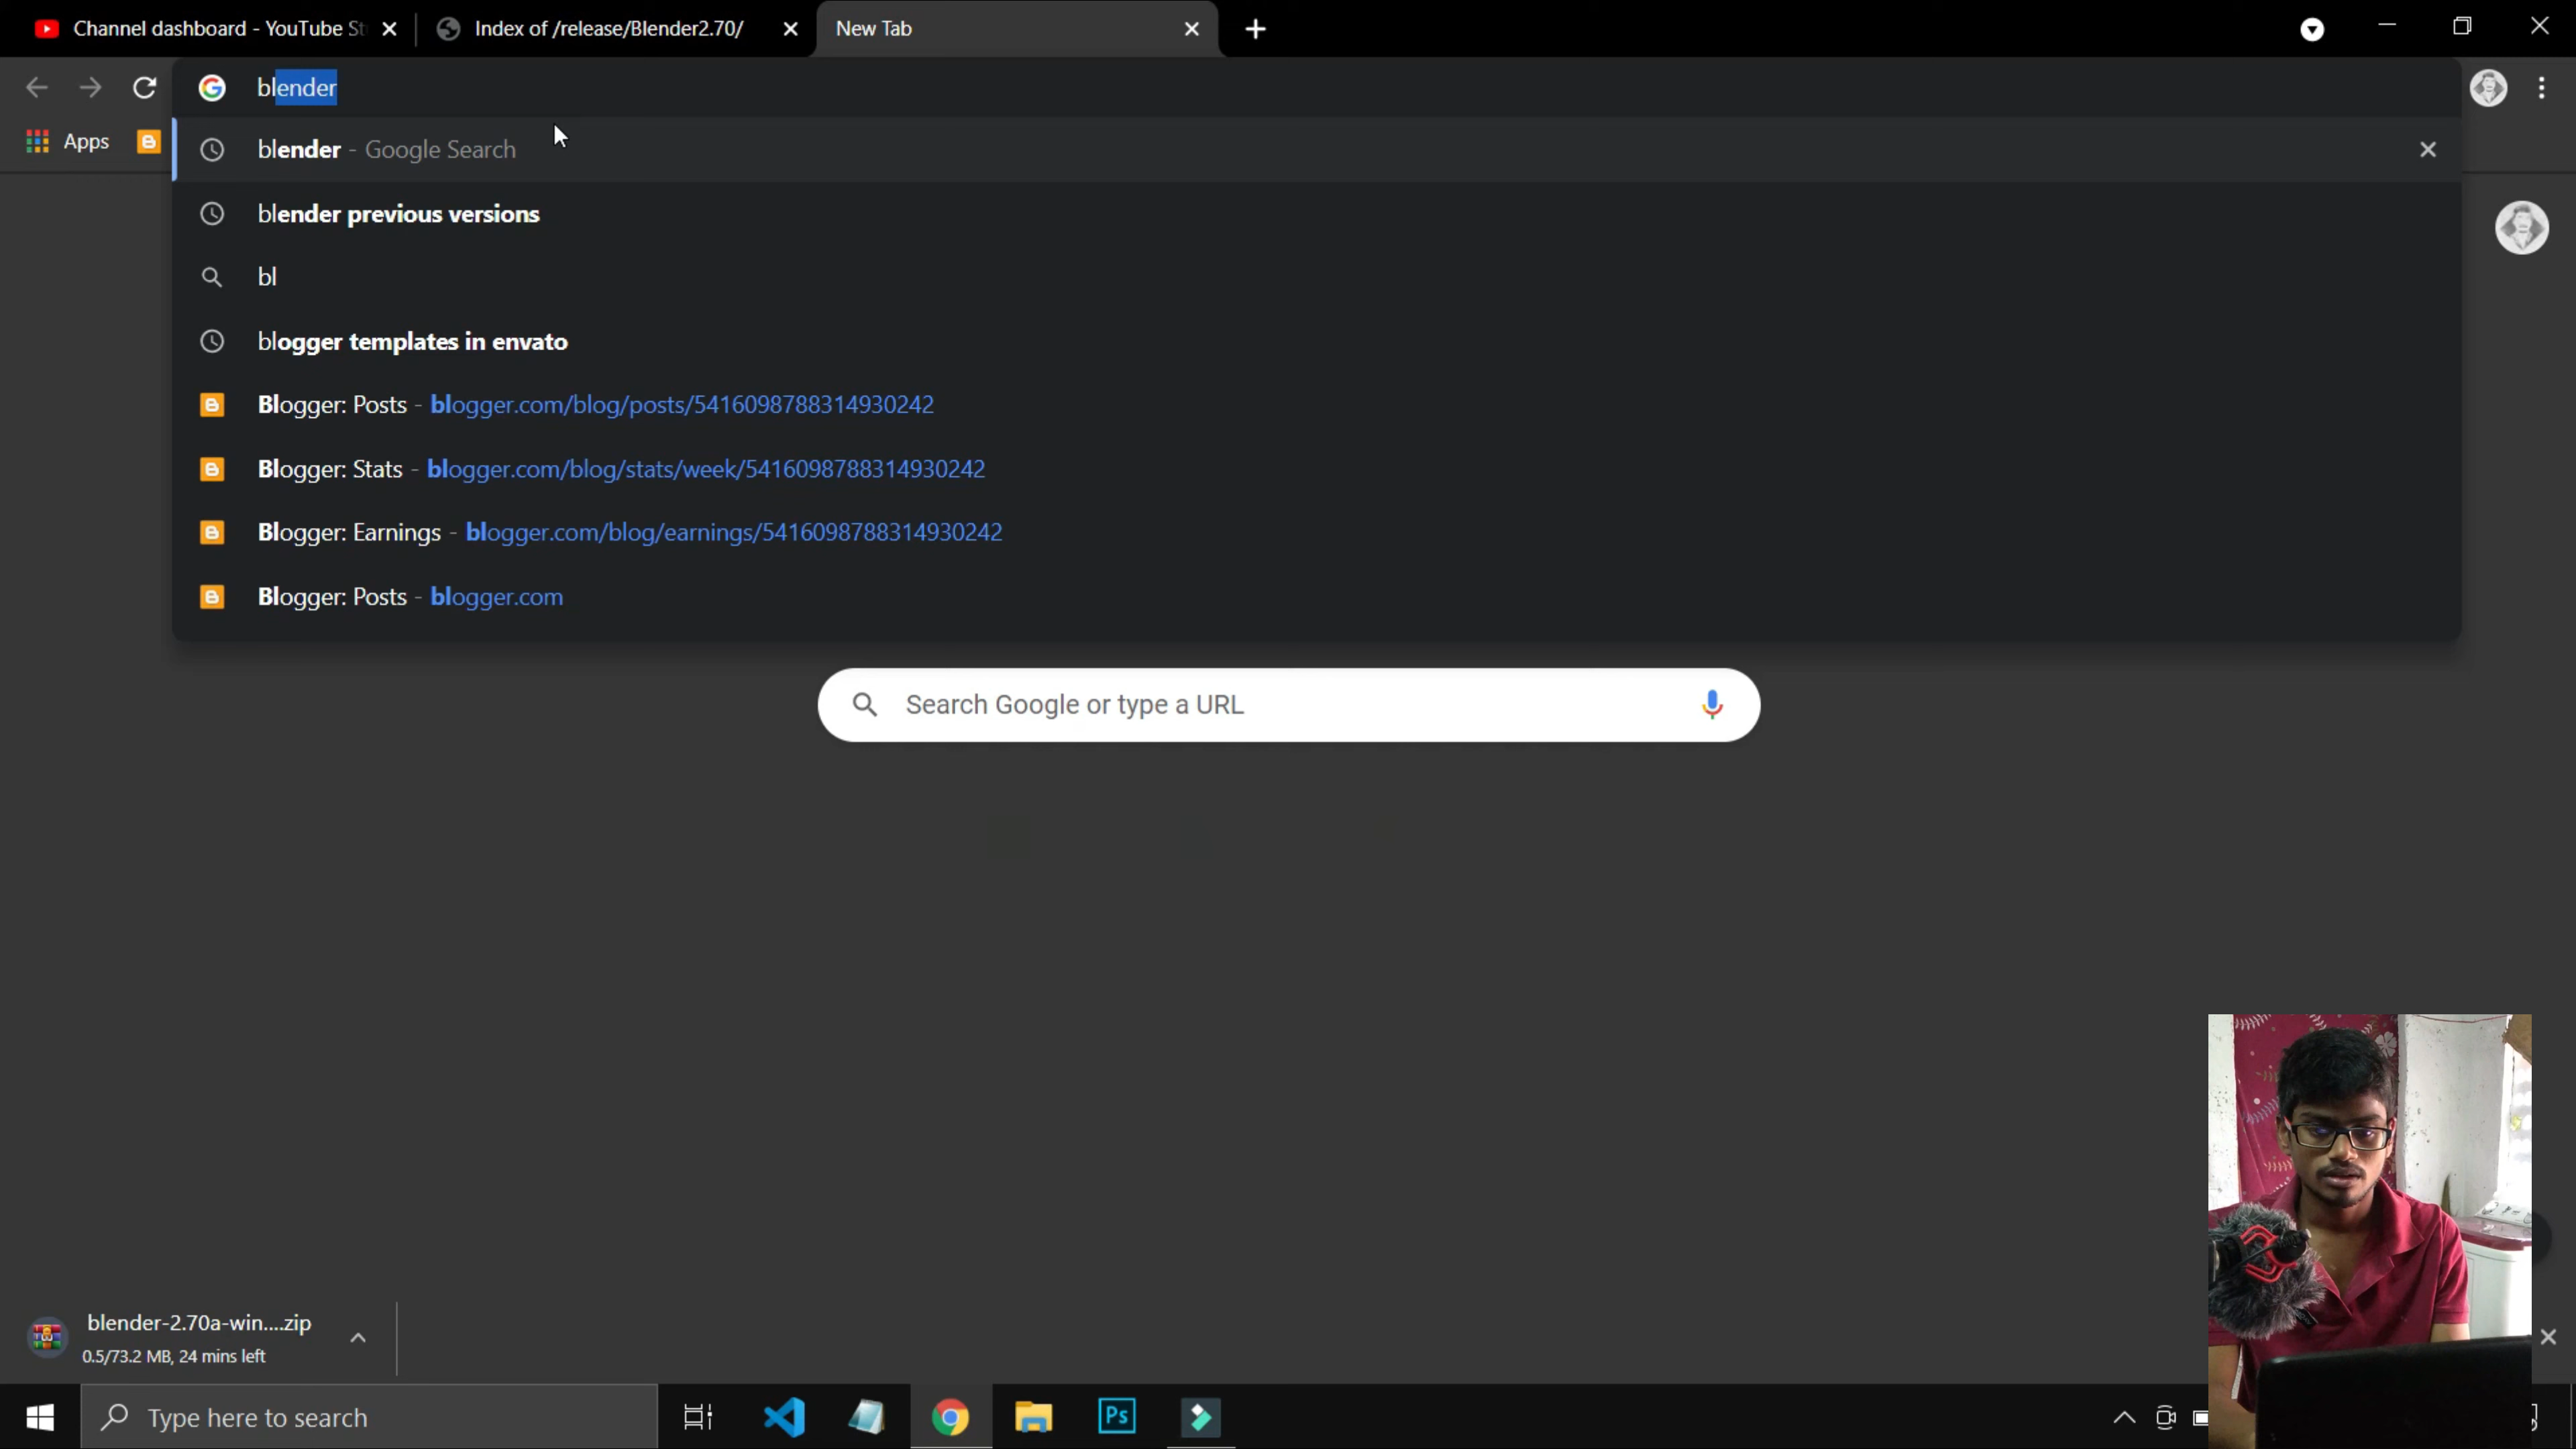 Channel dashboard - YouTube St
Index of /release/Blender2.70/
New Tab
blender
Apps
blender - Google Search
blender previous versions
bl
blogger templates in envato
Blogger: Posts - blogger.com/blog/posts/5416098788314930242
Blogger: Stats - blogger.com/blog/stats/week/5416098788314930242
Blogger: Earnings - blogger.com/blog/earnings/5416098788314930242
Blogger: Posts - blogger.com
Search Google or type a URL
blender-2.70a-win....zip
0.5/73.2 MB, 24 mins left
Type here to search
Ps